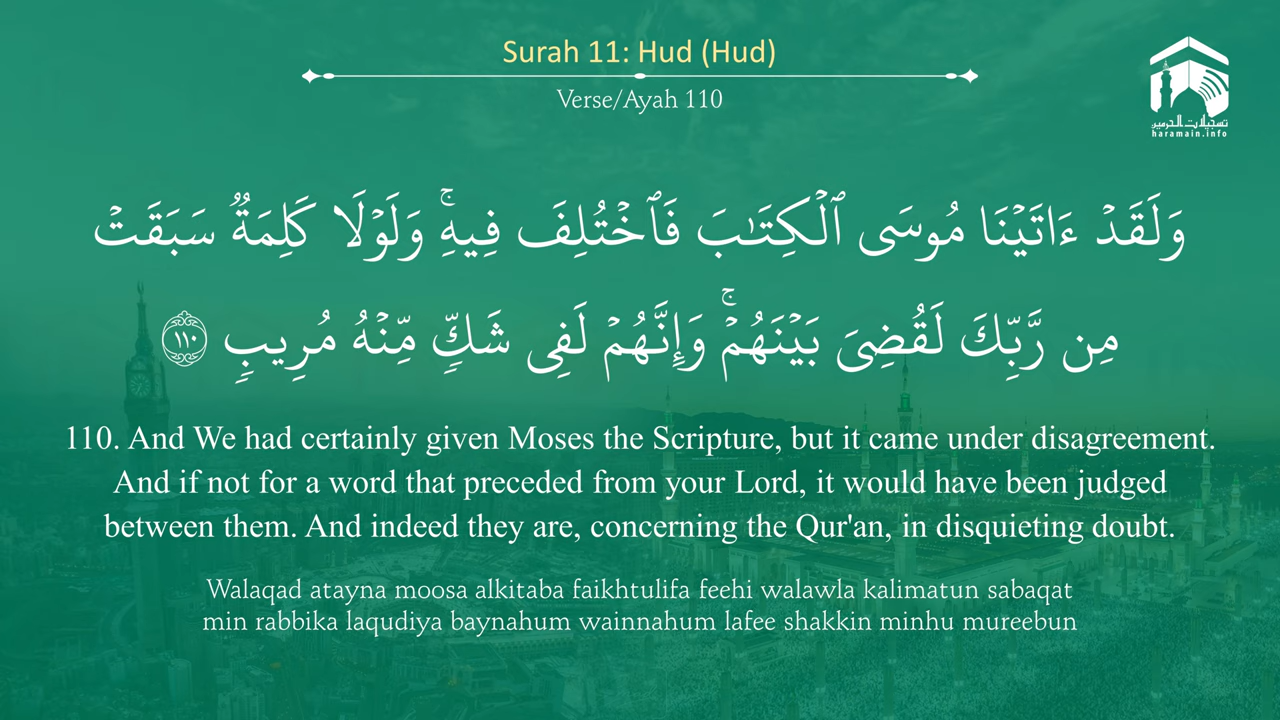 Surah 11: Hud (Hud)
Verse/Ayah 110
تسجيلات الحرمين
haramain.info
وَلَقَدْ ءَاتَيْنَا مُوسَى ٱلْكِتَـٰبَ فَٱخْتُلِفَ فِيهِ ۚ وَلَوْلَا كَلِمَةٌ سَبَقَتْ
مِن رَّبِّكَ لَقُضِىَ بَيْنَهُمْ ۚ وَإِنَّهُمْ لَفِى شَكٍّ مِّنْهُ مُرِيبٍ ١١٠
110. And We had certainly given Moses the Scripture, but it came under disagreement.
And if not for a word that preceded from your Lord, it would have been judged
between them. And indeed they are, concerning the Qur'an, in disquieting doubt.
Walaqad atayna moosa alkitaba faikhtulifa feehi walawla kalimatun sabaqat
min rabbika laqudiya baynahum wainnahum lafee shakkin minhu mureebun